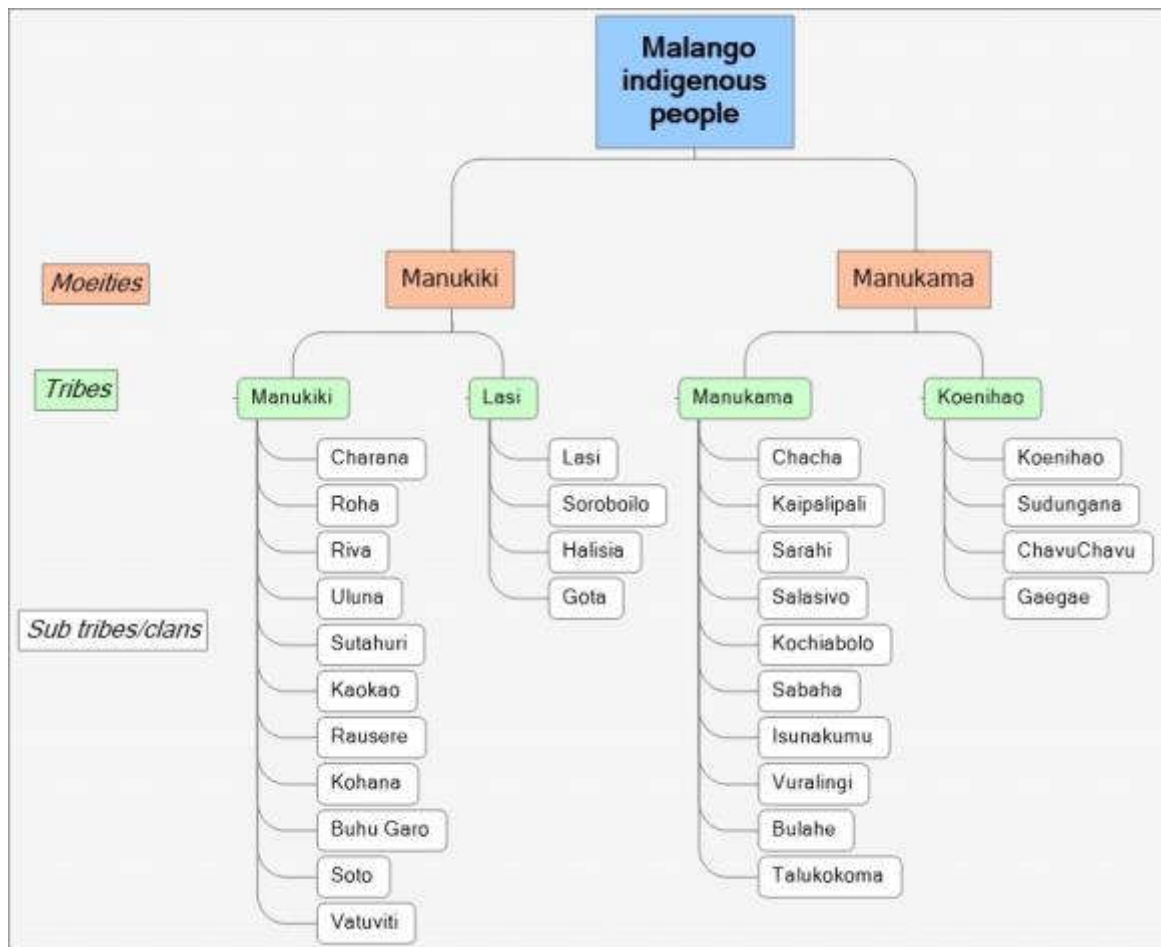 Malango
indigenous
people
Moeities
Manukiki
Manukama
Tribes
Manukiki
Lasi
Manukama
Koenihao
Sub tribes/clans
Charana
Roha
Riva
Uluna
Sutahuri
Kaokao
Rausere
Kohana
Buhu Garo
Soto
Vatuviti
Lasi
Soroboilo
Halisia
Gota
Chacha
Kaipalipali
Sarahi
Salasivo
Kochiabolo
Sabaha
Isunakumu
Vuralingi
Bulahe
Talukokoma
Koenihao
Sudungana
ChavuChavu
Gaegae